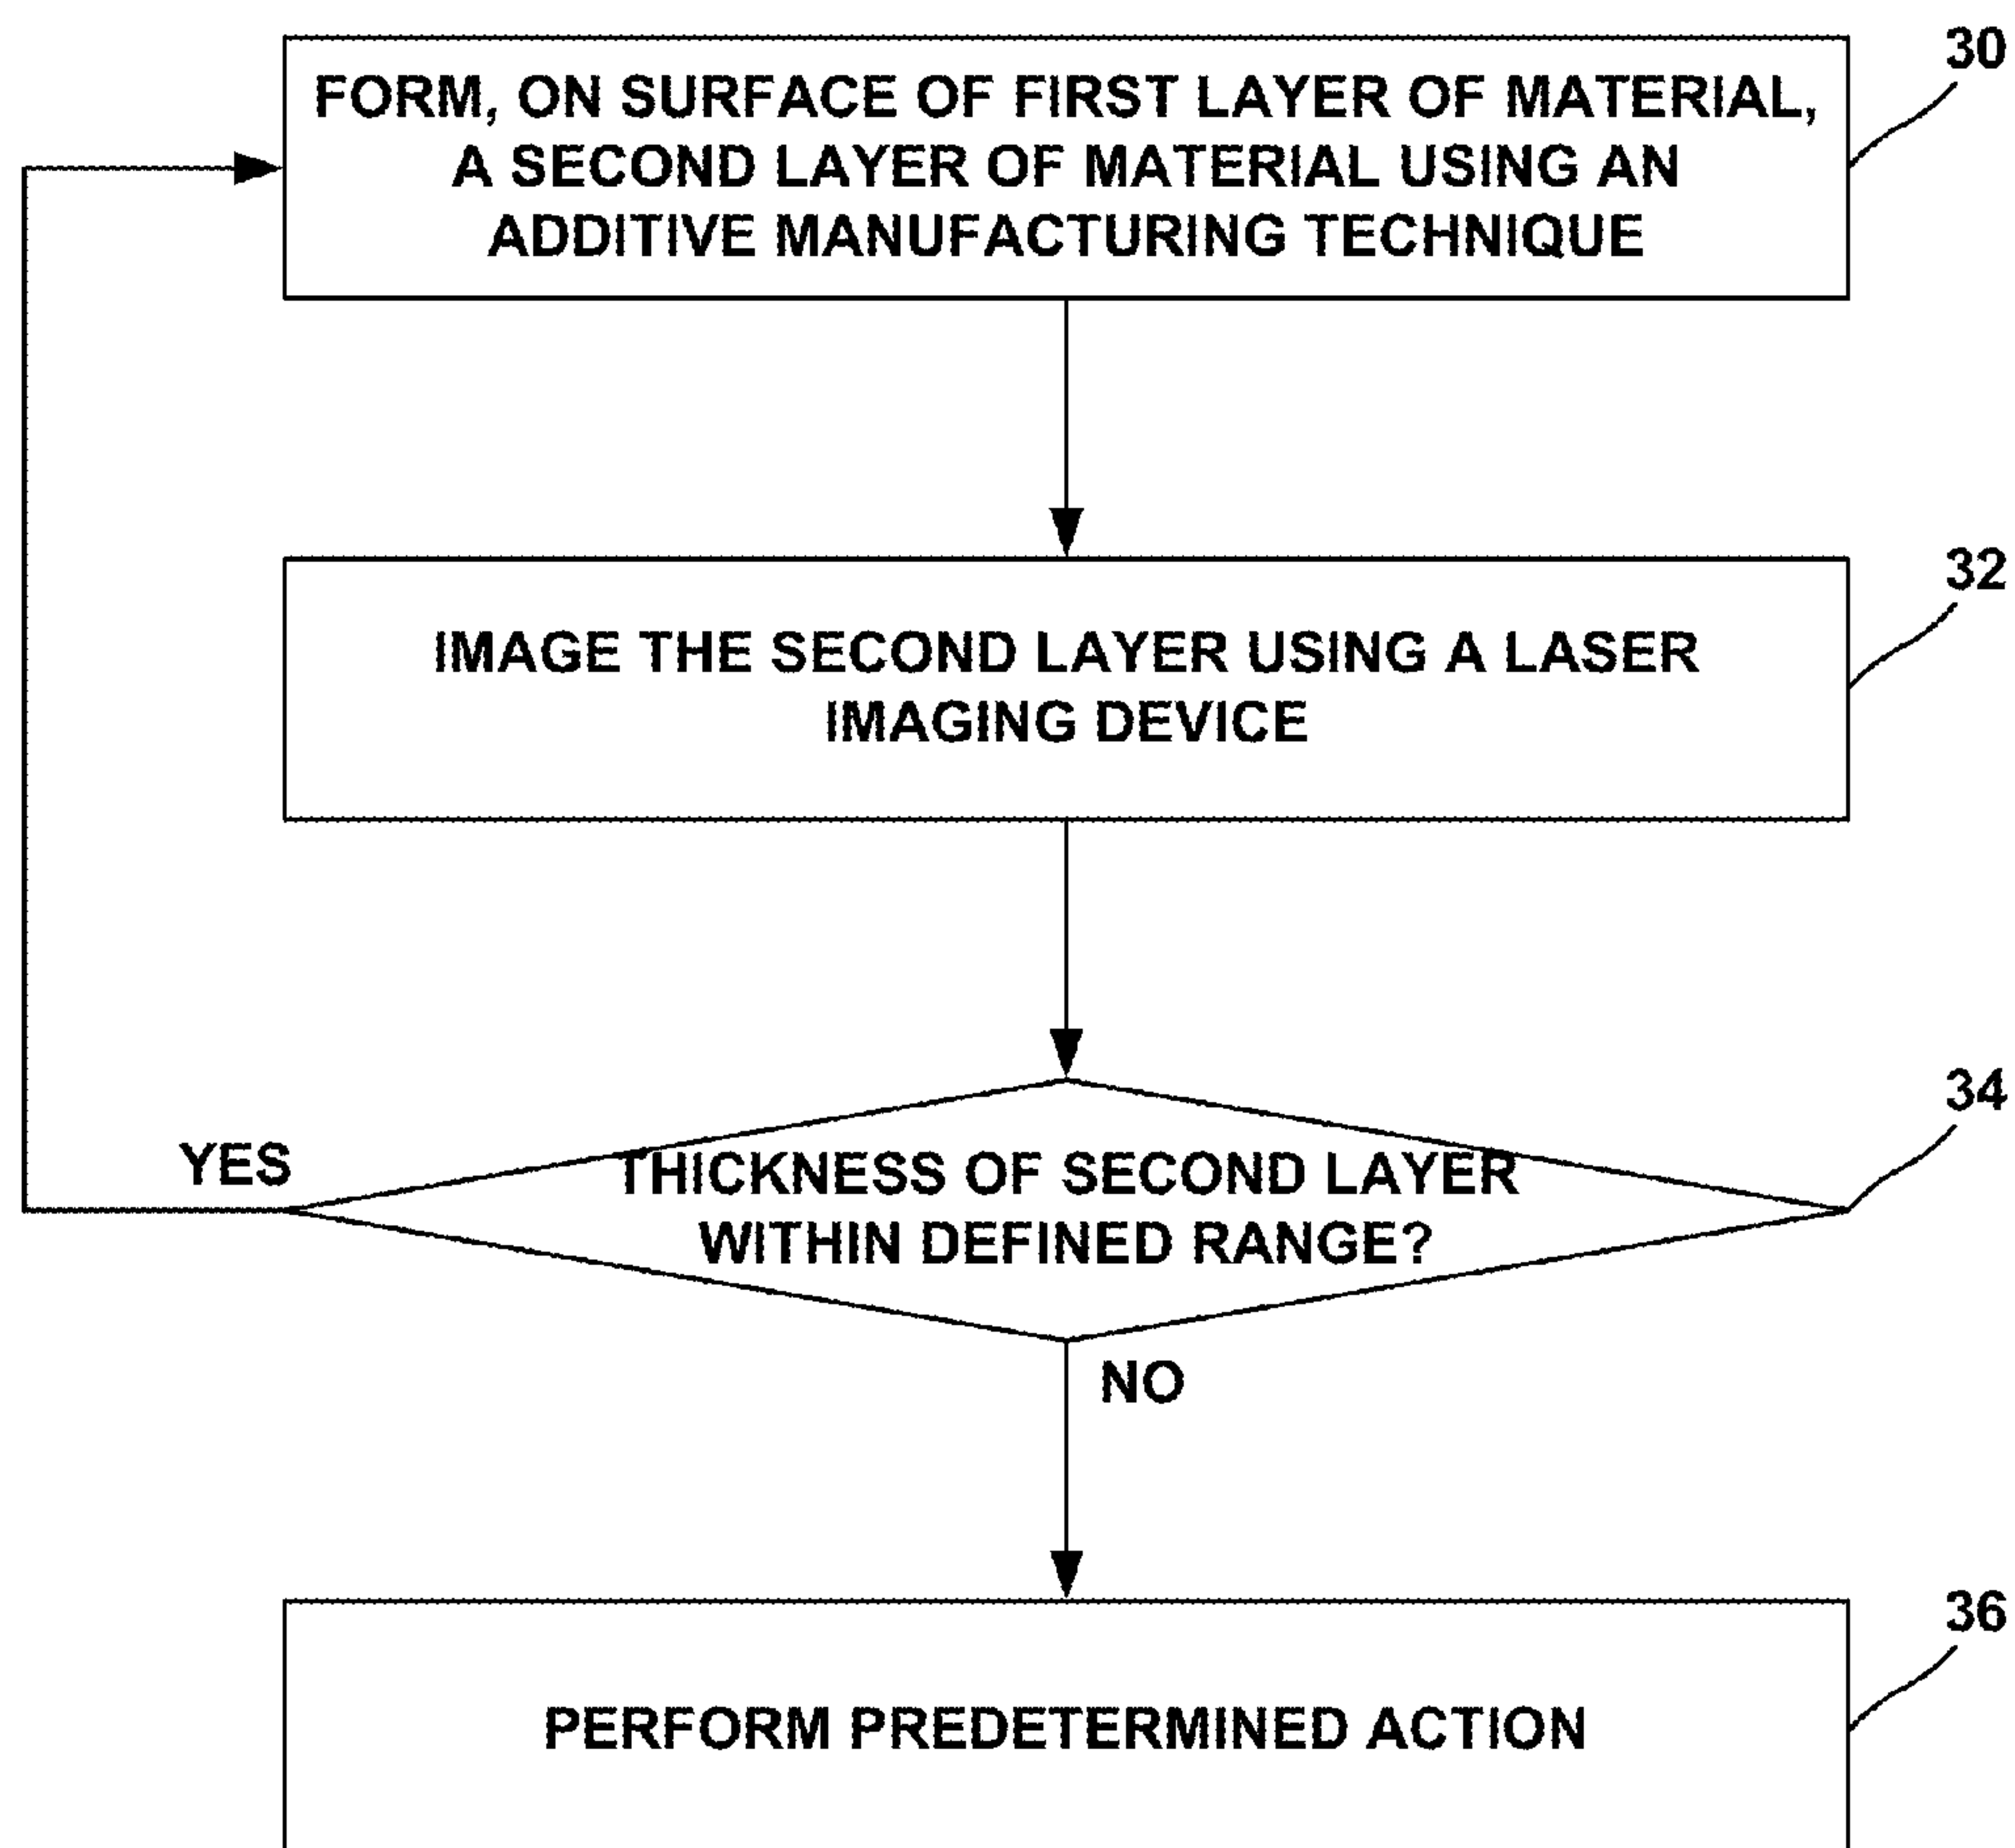 30
FORM, ON SURFACE OF FIRST LAYER OF MATERIAL,
A SECOND LAYER OF MATERIAL USING AN
ADDITIVE MANUFACTURING TECHNIQUE
32
IMAGE THE SECOND LAYER USING A LASER
IMAGING DEVICE
34
YES
THICKNESS OF SECOND LAYER
WITHIN DEFINED RANGE?
NO
36
PERFORM PREDETERMINED ACTION